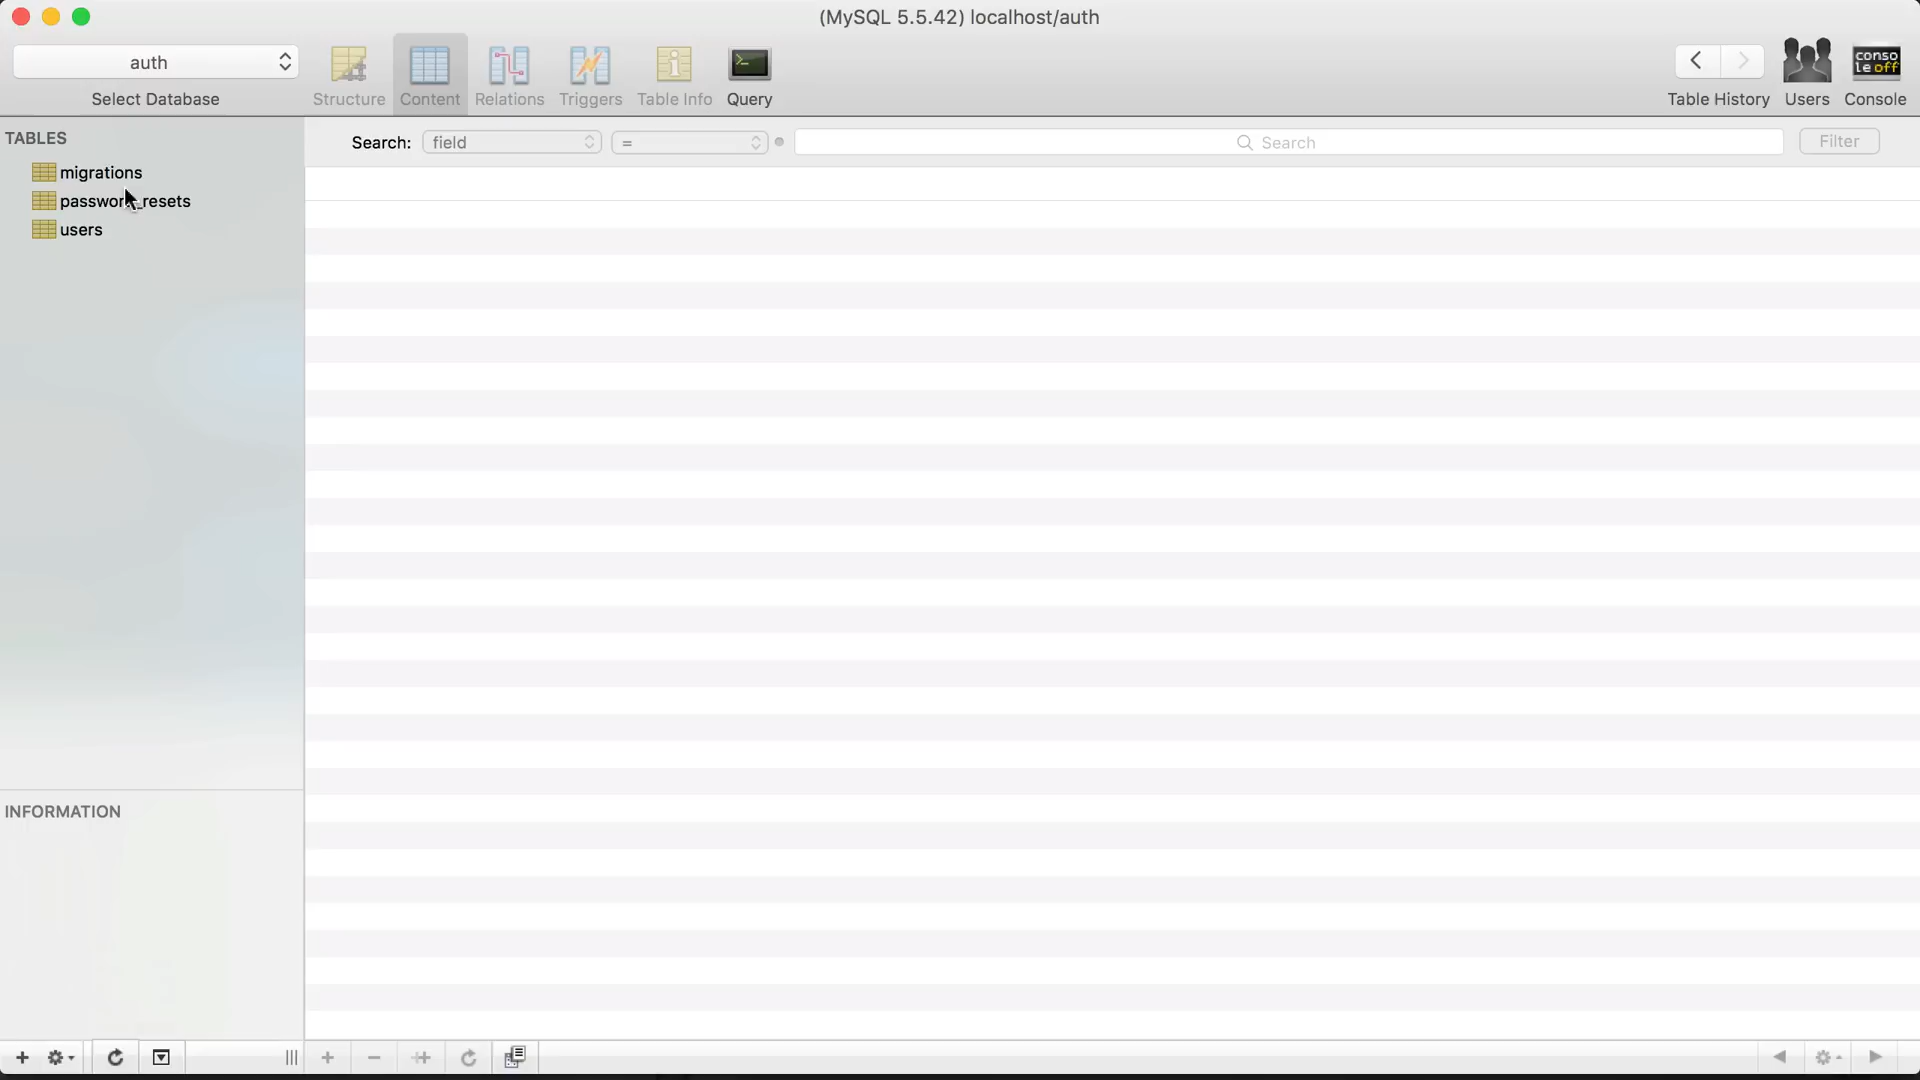 (MySQL 5.5.42) localhost/auth
auth
Select Database
Structure
Content
Relations
Triggers
Table Info
Query
Table History
Users
conso
le off
Console
TABLES
Search:
field
=
Search
Filter
migrations
password_resets
users
INFORMATION